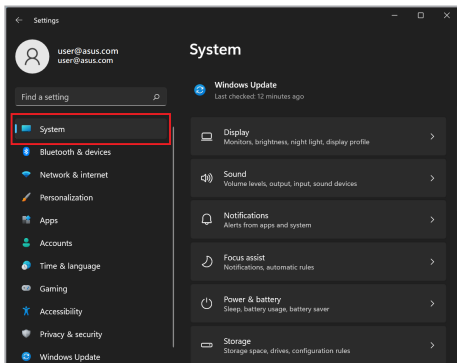 Settings
user@asus.com
user@asus.com
Find a setting
System
Bluetooth & devices
Network & internet
Personalization
Apps
Accounts
Time & language
Gaming
Accessibility
Privacy & security
Windows Update
System
Windows Update
Last checked: 12 minutes ago
Display
Monitors, brightness, night light, display profile
Sound
Volume levels, output, input, sound devices
Notifications
Alerts from apps and system
Focus assist
Notifications, automatic rules
Power & battery
Sleep, battery usage, battery saver
Storage
Storage space, drives, configuration rules